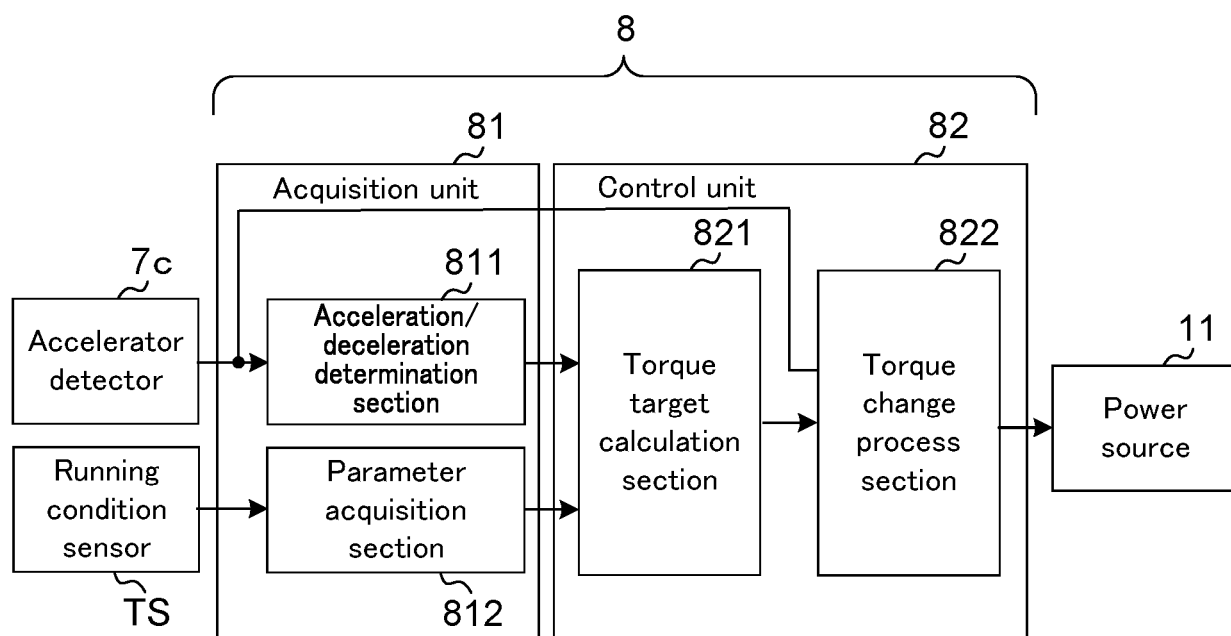 8
81
82
Acquisition unit
Control unit
7c
811
821
822
11
Accelerator
detector
Acceleration/
deceleration
determination
section
Torque
target
calculation
section
Torque
change
process
section
Power
source
Running
condition
sensor
Parameter
acquisition
section
TS
812